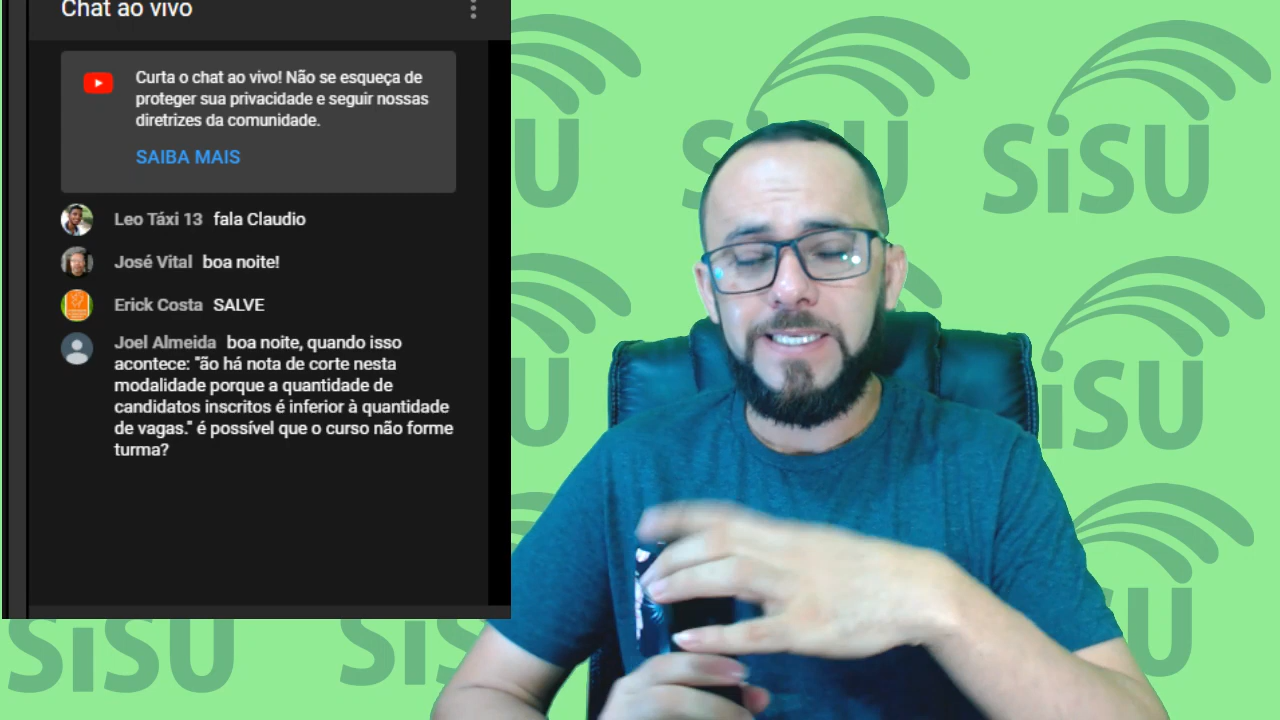 Chat ao vivo
Curta o chat ao vivo! Não se esqueça de
proteger sua privacidade e seguir nossas
diretrizes da comunidade.
SAIBA MAIS
Leo Táxi 13 fala Claudio
José Vital boa noite!
Erick Costa SALVE
Joel Almeida boa noite, quando isso
acontece: "ão há nota de corte nesta
modalidade porque a quantidade de
candidatos inscritos é inferior à quantidade
de vagas." é possível que o curso não forme
turma?
SiSU
SiSU
SiSU
SiSU